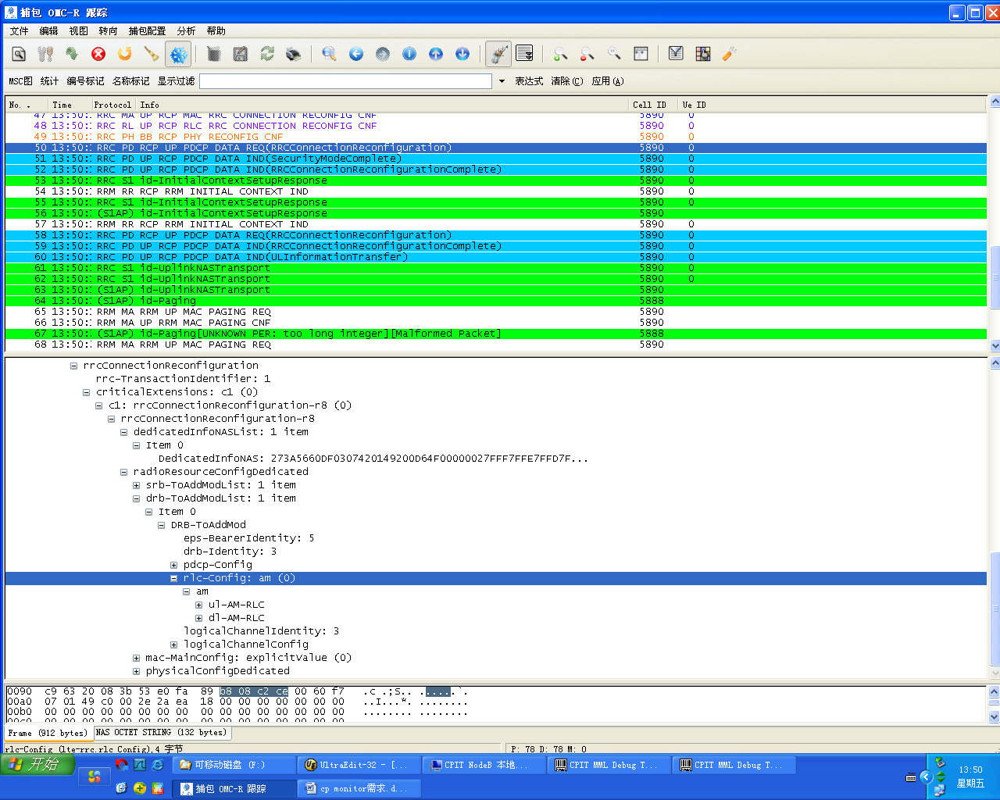 捕包 OMC-R 跟踪
文件 编辑 视图 转向 捕包配置 分析 帮助
MSC图 统计 编号标记 名称标记 显示过滤 表达式 清除(C) 应用(A)
No. Time Protocol Info Cell ID Ue ID
47 13:50: RRC MA UP RCP MAC RRC CONNECTION RECONFIG CNF 5890 0
48 13:50: RRC RL UP RCP RLC RRC CONNECTION RECONFIG CNF 5890 0
49 13:50: RRC PH BB RCP PHY RECONFIG CNF 5890 0
50 13:50: RRC PD RCP UP PDCP DATA REQ(RRCConnectionReconfiguration) 5890 0
51 13:50: RRC PD UP RCP PDCP DATA IND(SecurityModeComplete) 5890 0
52 13:50: RRC PD UP RCP PDCP DATA IND(RRCConnectionReconfigurationComplete) 5890 0
53 13:50: RRC S1 id-InitialContextSetupResponse 5890 0
54 13:50: RRM RR RCP RRM INITIAL CONTEXT IND 5890 0
55 13:50: RRC S1 id-InitialContextSetupResponse 5890 0
56 13:50: (S1AP) id-InitialContextSetupResponse 5890
57 13:50: RRM RR RCP RRM INITIAL CONTEXT IND 5890 0
58 13:50: RRC PD RCP UP PDCP DATA REQ(RRCConnectionReconfiguration) 5890 0
59 13:50: RRC PD UP RCP PDCP DATA IND(RRCConnectionReconfigurationComplete) 5890 0
60 13:50: RRC PD UP RCP PDCP DATA IND(ULInformationTransfer) 5890 0
61 13:50: RRC S1 id-UplinkNASTransport 5890 0
62 13:50: RRC S1 id-UplinkNASTransport 5890 0
63 13:50: (S1AP) id-UplinkNASTransport 5890
64 13:50: (S1AP) id-Paging 5888
65 13:50: RRM MA RRM UP MAC PAGING REQ 5890
66 13:50: RRM MA UP RRM MAC PAGING CNF 5890
67 13:50: (S1AP) id-Paging[UNKNOWN PER: too long integer][Malformed Packet] 5888
68 13:50: RRM MA RRM UP MAC PAGING REQ 5890
rrcConnectionReconfiguration
rrc-TransactionIdentifier: 1
criticalExtensions: c1 (0)
c1: rrcConnectionReconfiguration-r8 (0)
rrcConnectionReconfiguration-r8
dedicatedInfoNASList: 1 item
Item 0
DedicatedInfoNAS: 273A5660DF0307420149200D64F00000027FFF7FFE7FFD7F...
radioResourceConfigDedicated
srb-ToAddModList: 1 item
drb-ToAddModList: 1 item
Item 0
DRB-ToAddMod
eps-BearerIdentity: 5
drb-Identity: 3
pdcp-Config
rlc-Config: am (0)
am
ul-AM-RLC
dl-AM-RLC
logicalChannelIdentity: 3
logicalChannelConfig
mac-MainConfig: explicitValue (0)
physicalConfigDedicated
0090 c9 63 20 08 3b 53 e0 fa 89 b8 08 c2 ce 00 60 f7 .c .;S.. ......`.
00a0 07 01 49 c0 00 2e 2a ea 18 00 00 00 00 00 00 00 ..I...*. ........
00b0 00 00 00 00 00 00 00 00 00 00 00 00 00 00 00 00 ........ ........
Frame (912 bytes) NAS OCTET STRING (132 bytes)
rlc-Config (lte-rrc.rlc_Config),4 字节 P: 78 D: 78 M: 0
开始 可移动磁盘 (F:) UltraEdit-32 - [... CPIT NodeB 本地... CPIT MML Debug T... CPIT MML Debug T...
捕包 OMC-R 跟踪 cp monitor需求.d...
13:50
星期五